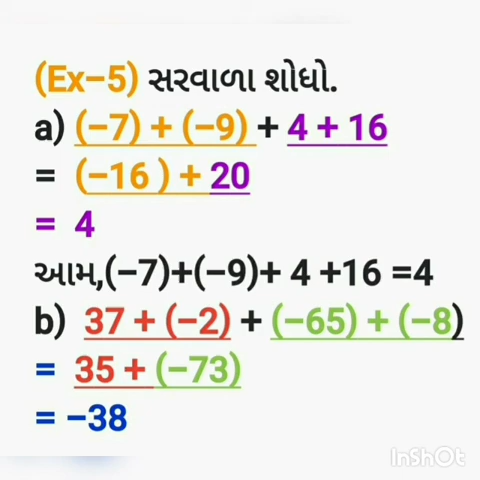 (Ex–5) સરવાળા શોધો.
a) (–7) + (–9) + 4 + 16
= (–16 ) + 20
= 4
આમ,(–7)+(–9)+ 4 +16 =4
b) 37 + (–2) + (–65) + (–8)
= 35 + (–73)
= –38
InShOt